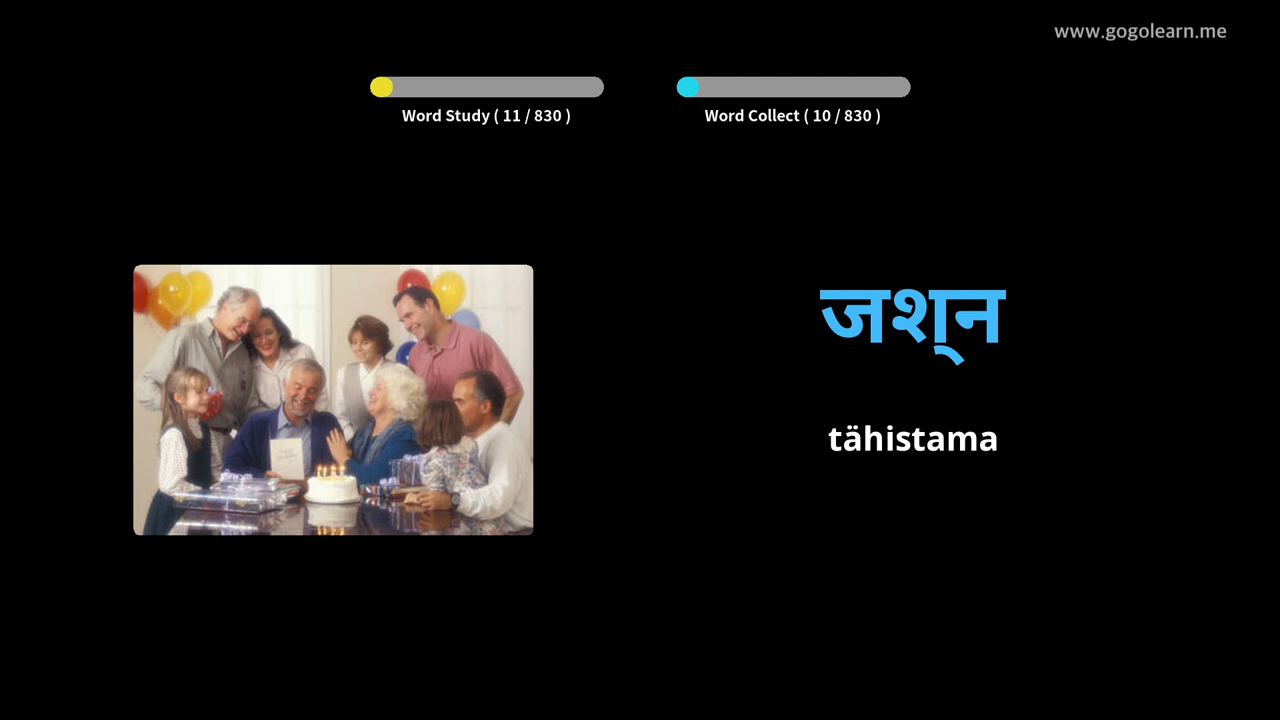 www.gogolearn.me
Word Study ( 11 / 830 )
Word Collect ( 10 / 830 )
जश्‌न
tähistama